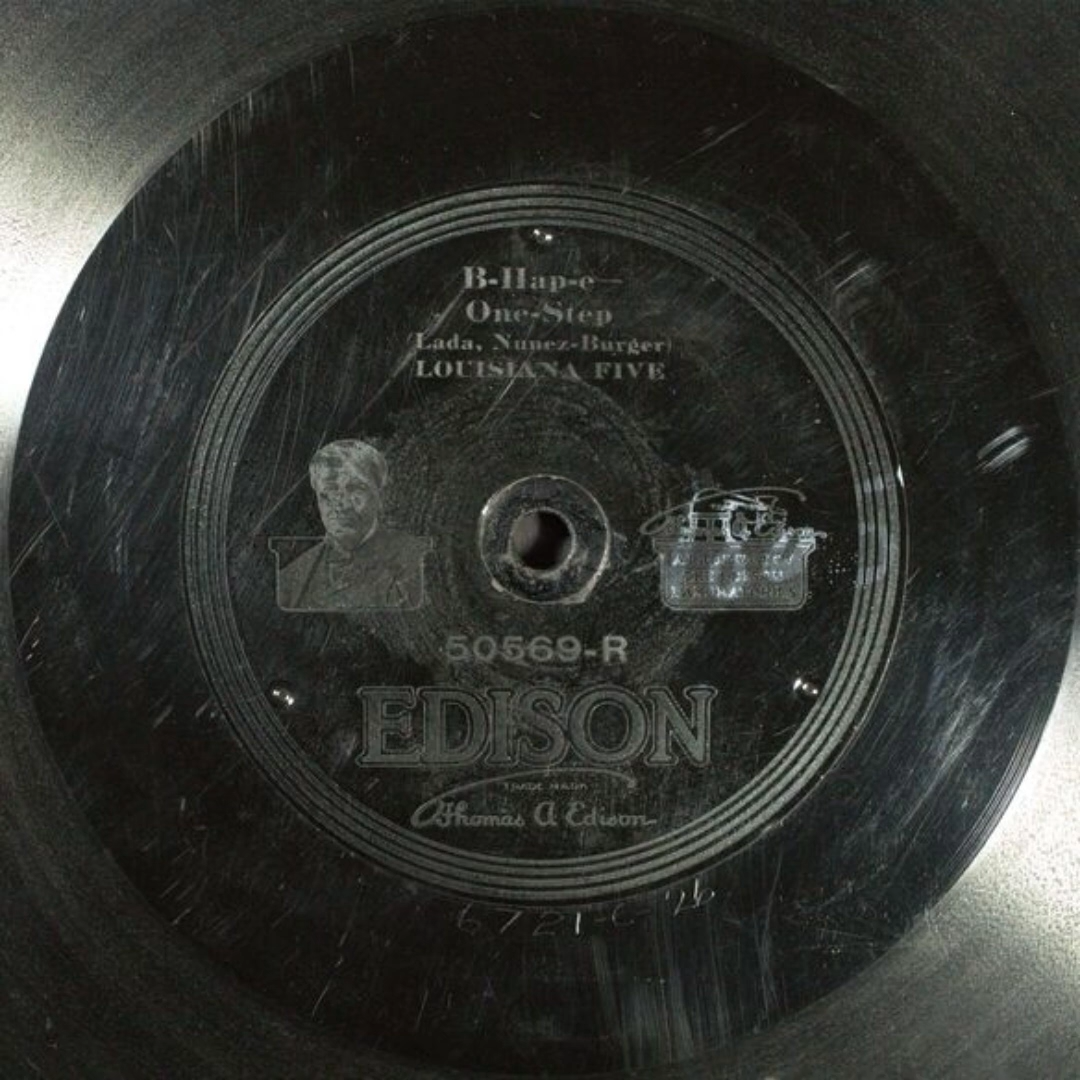 B-Hap-e—
One-Step
(Lada, Nunez-Burger)
LOUISIANA FIVE
50569-R
EDISON
TRADE MARK
Thomas A Edison
6721-C